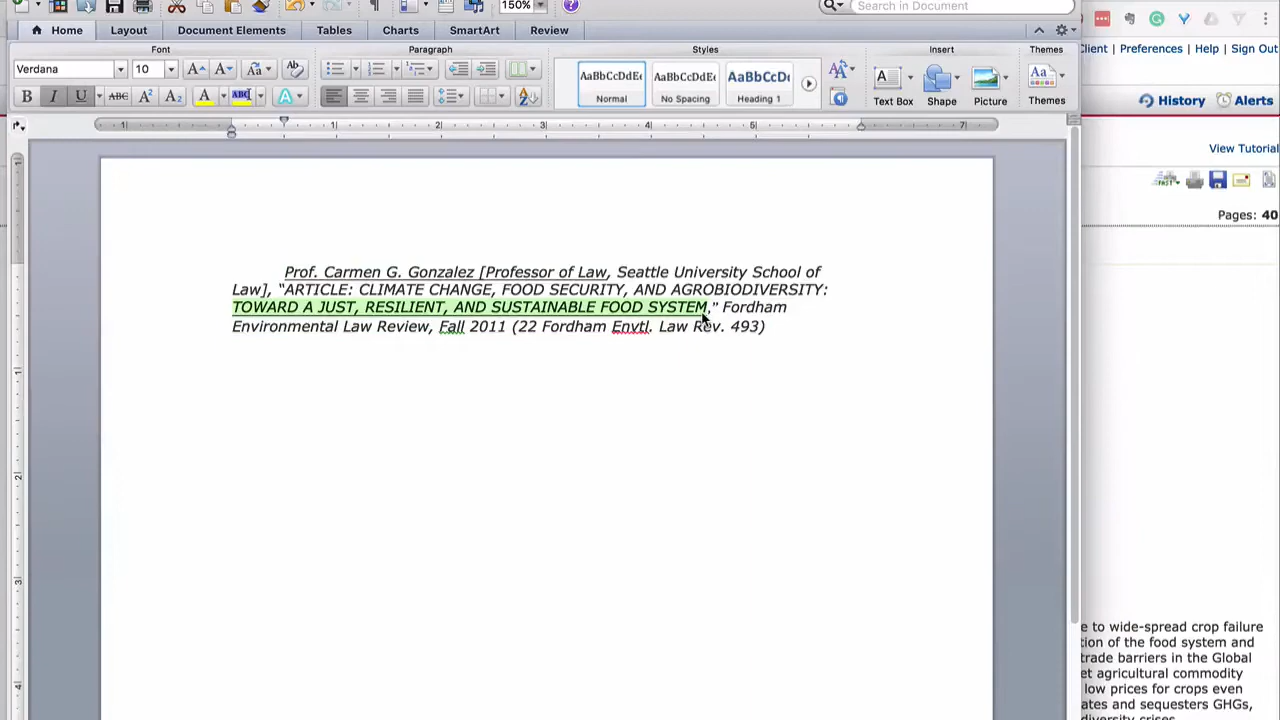 150%
Search in Document
Home
Layout
Document Elements
Tables
Charts
SmartArt
Review
Font
Paragraph
Styles
Insert
Themes
Verdana
10
Aa
AaBbCcDdEe
Normal
AaBbCcDdEe
No Spacing
AaBbCcDd
Heading 1
Text Box
Shape
Picture
Themes
Prof. Carmen G. Gonzalez [Professor of Law, Seattle University School of
Law], “ARTICLE: CLIMATE CHANGE, FOOD SECURITY, AND AGROBIODIVERSITY:
TOWARD A JUST, RESILIENT, AND SUSTAINABLE FOOD SYSTEM,” Fordham
Environmental Law Review, Fall 2011 (22 Fordham Envtl. Law Rev. 493)
Client | Preferences | Help | Sign Out
History
Alerts
View Tutorial
FAST
Pages: 40
e to wide-spread crop failure
tion of the food system and
trade barriers in the Global
et agricultural commodity
low prices for crops even
ates and sequesters GHGs,
diversity crises